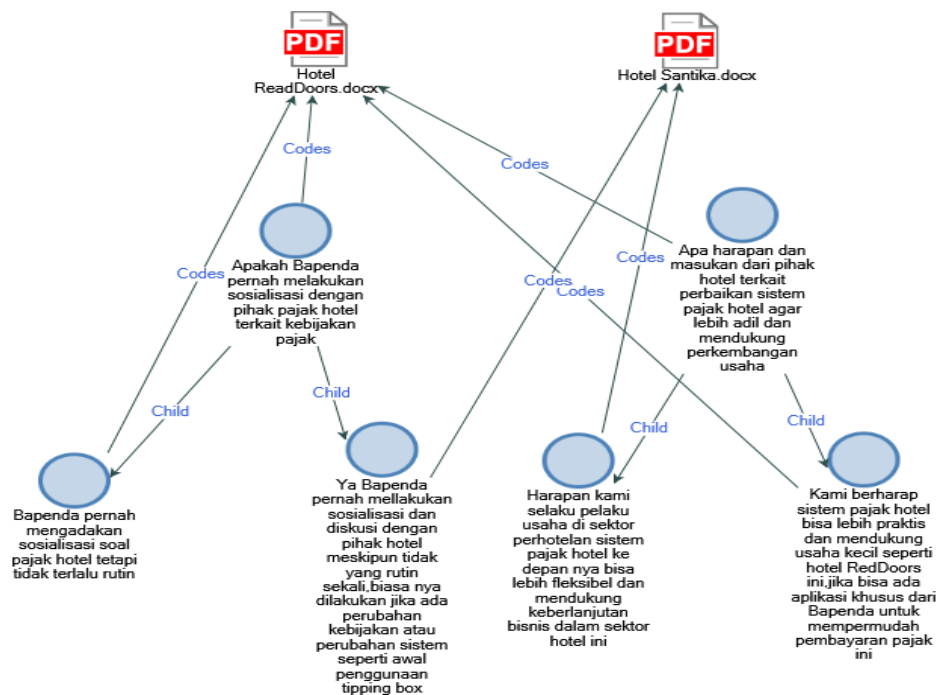 PDF
Hotel
ReadDoors.docx
PDF
Hotel Santika.docx
Codes
Codes
Codes
Codes
Codes
Codes
Apakah Bapenda
pernah melakukan
sosialisasi dengan
pihak pajak hotel
terkait kebijakan
pajak
Apa harapan dan
masukan dari pihak
hotel terkait
perbaikan sistem
pajak hotel agar
lebih adil dan
mendukung
perkembangan
usaha
Child
Child
Child
Child
Bapenda pernah
mengadakan
sosialisasi soal
pajak hotel tetapi
tidak terlalu rutin
Ya Bapenda
pernah mellakukan
sosialisasi dan
diskusi dengan
pihak hotel
meskipun tidak
yang rutin
sekali,biasa nya
dilakukan jika ada
perubahan
kebijakan atau
perubahan sistem
seperti awal
penggunaan
tipping box
Harapan kami
selaku pelaku
usaha di sektor
perhotelan sistem
pajak hotel ke
depan nya bisa
lebih fleksibel dan
mendukung
keberlanjutan
bisnis dalam sektor
hotel ini
Kami berharap
sistem pajak hotel
bisa lebih praktis
dan mendukung
usaha kecil seperti
hotel RedDoors
ini,jika bisa ada
aplikasi khusus dari
Bapenda untuk
mempermudah
pembayaran pajak
ini